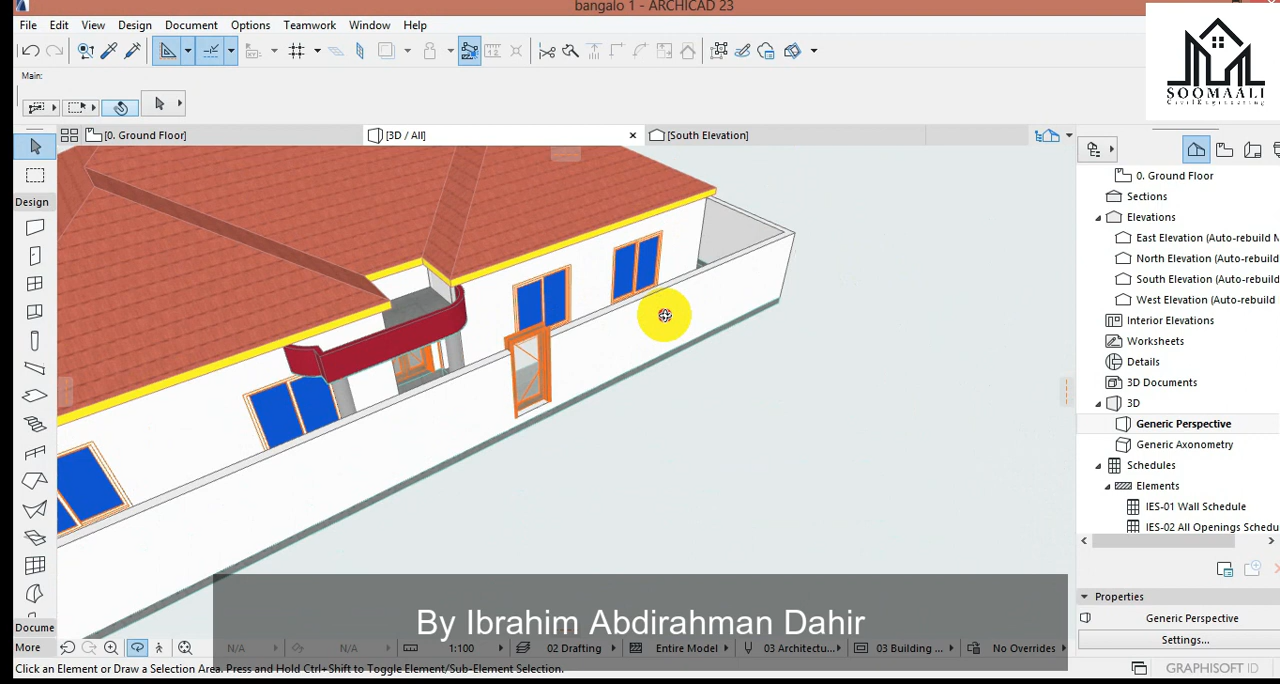 bangalo 1 - ARCHICAD 23
File Edit View Design Document Options Teamwork Window Help
SOOMAALI
Civil Engineering
Main:
[0. Ground Floor]
[3D / All]
[South Elevation]
Design
0. Ground Floor
Sections
Elevations
East Elevation (Auto-rebuild M
North Elevation (Auto-rebuild
South Elevation (Auto-rebuild
West Elevation (Auto-rebuild
Interior Elevations
Worksheets
Details
3D Documents
3D
Generic Perspective
Generic Axonometry
Schedules
Elements
IES-01 Wall Schedule
IES-02 All Openings Schedu
Properties
Generic Perspective
Settings...
By Ibrahim Abdirahman Dahir
Docume
More
N/A N/A 1:100 02 Drafting Entire Model 03 Architectu... 03 Building ... No Overrides
Click an Element or Draw a Selection Area. Press and Hold Ctrl+Shift to Toggle Element/Sub-Element Selection.
GRAPHISOFT ID